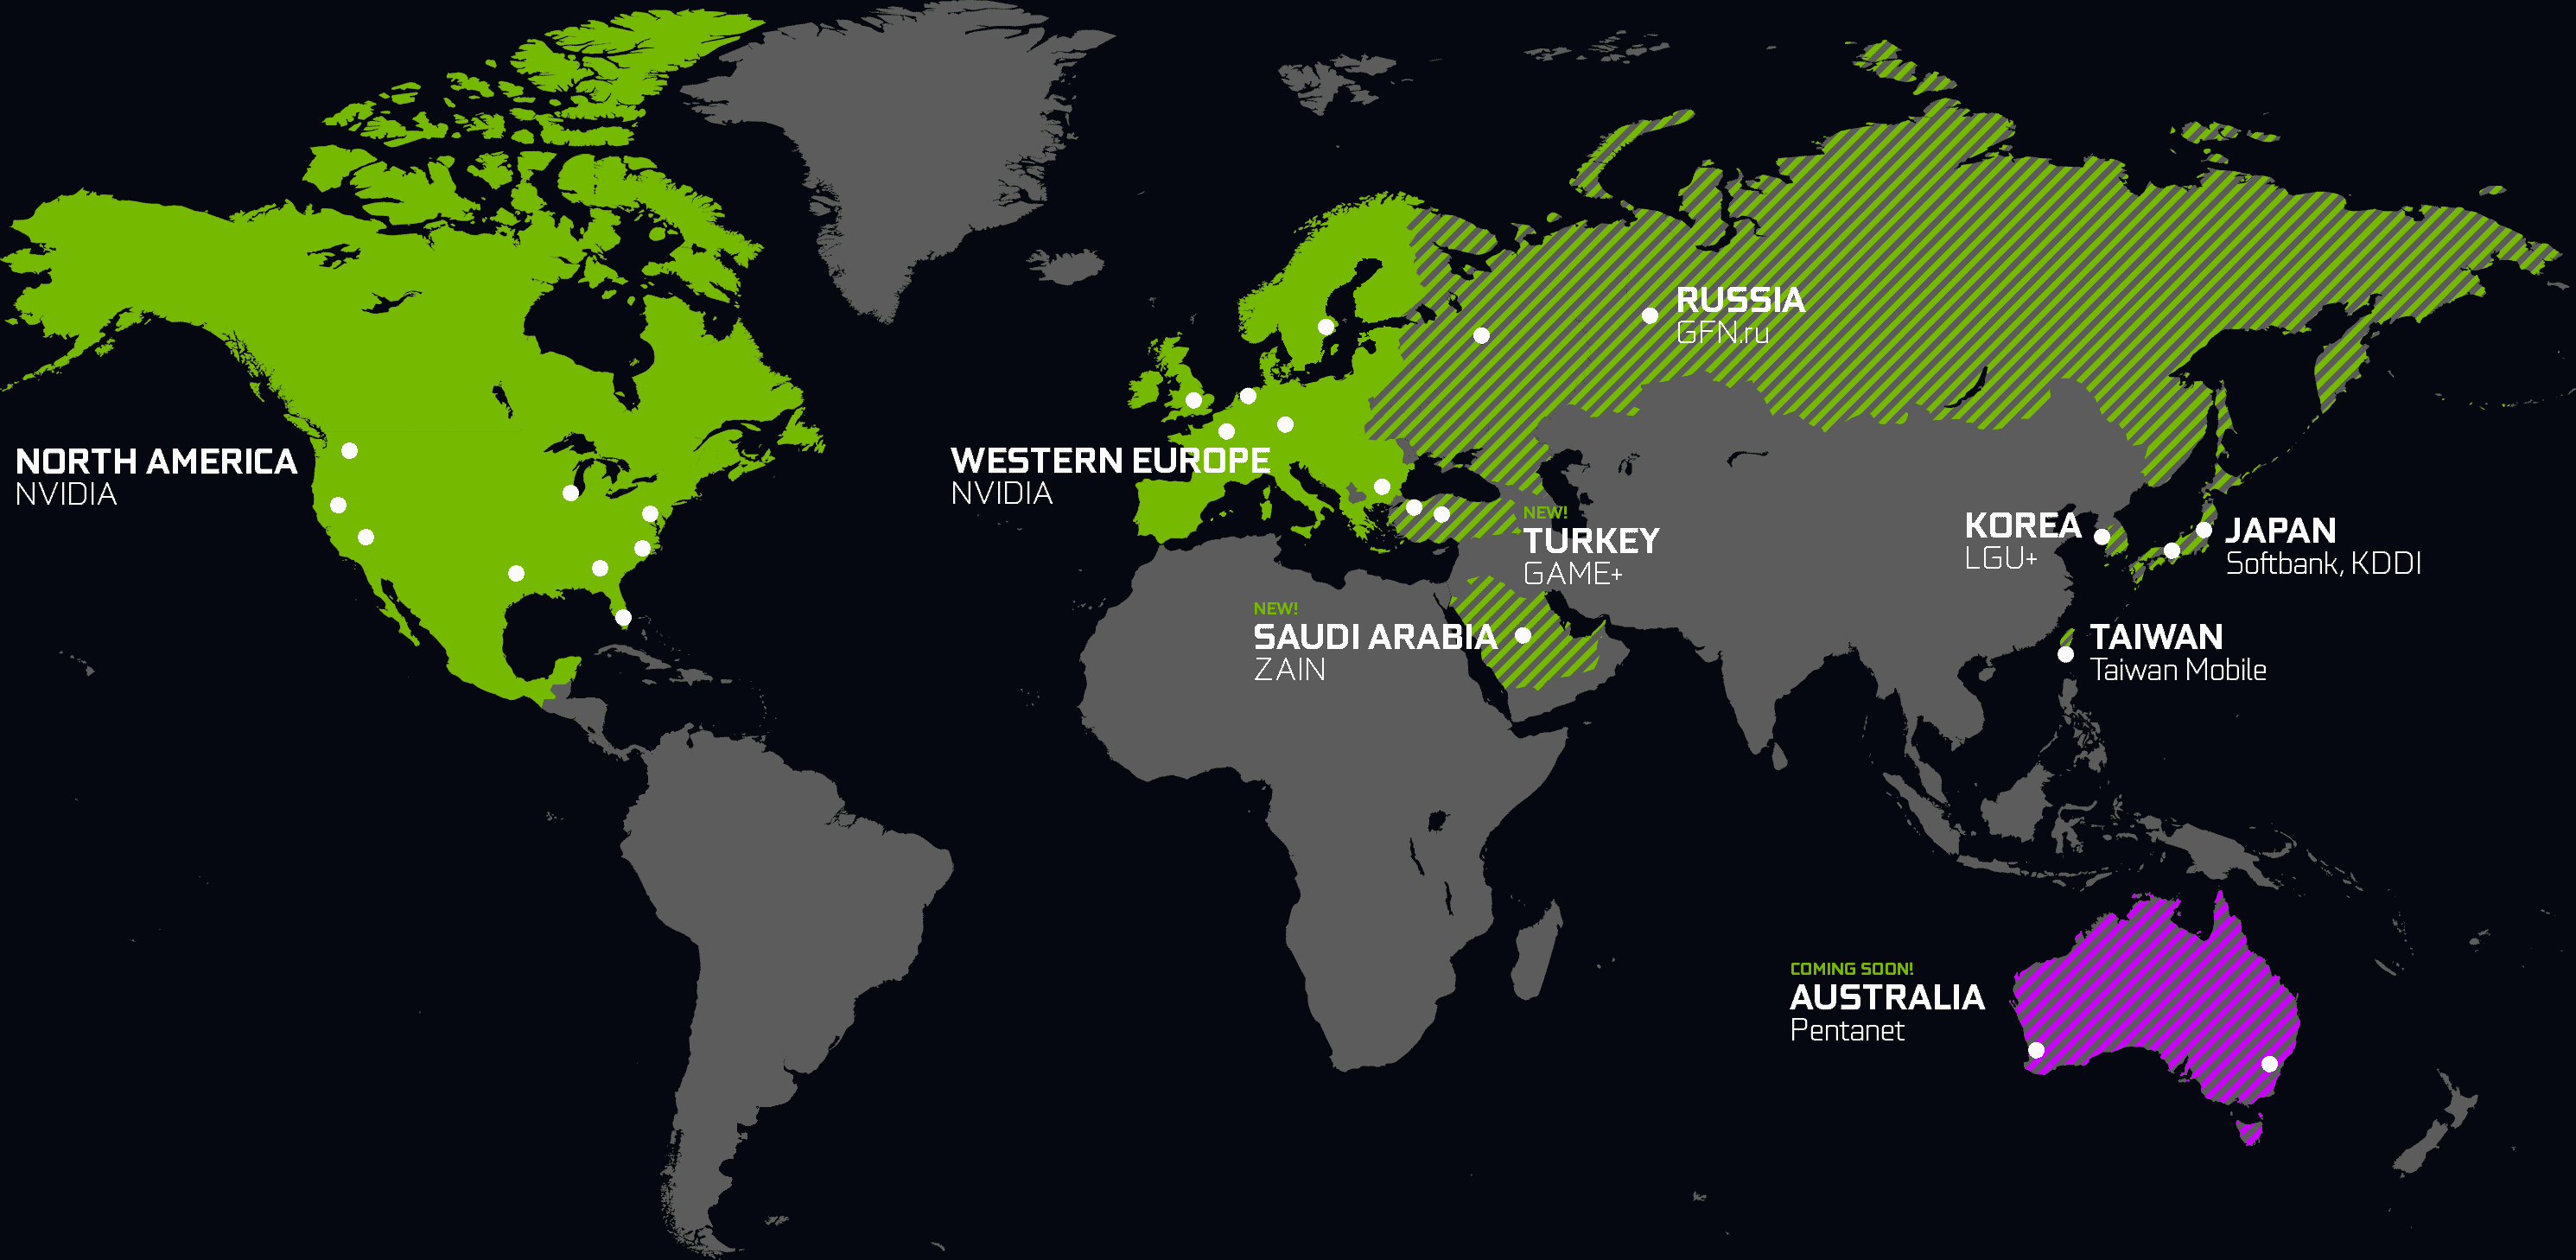 NORTH AMERICA
NVIDIA
WESTERN EUROPE
NVIDIA
RUSSIA
GFN.ru
NEW!
TURKEY
GAME+
NEW!
SAUDI ARABIA
ZAIN
KOREA
LGU+
JAPAN
Softbank, KDDI
TAIWAN
Taiwan Mobile
COMING SOON!
AUSTRALIA
Pentanet